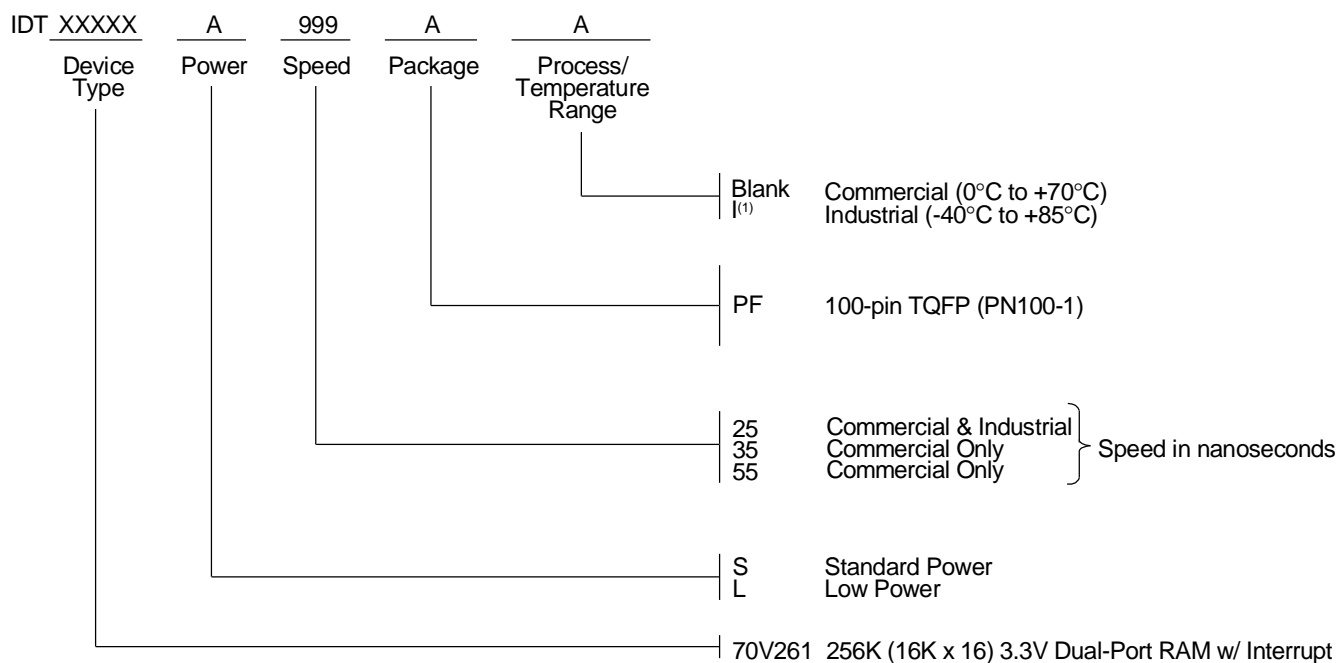 IDT XXXXX A 999 A A
Device Type
Power
Speed
Package
Process/
Temperature
Range
Blank Commercial (0°C to +70°C)
I(1) Industrial (-40°C to +85°C)
PF 100-pin TQFP (PN100-1)
25 Commercial & Industrial
35 Commercial Only
55 Commercial Only
Speed in nanoseconds
S Standard Power
L Low Power
70V261 256K (16K x 16) 3.3V Dual-Port RAM w/ Interrupt